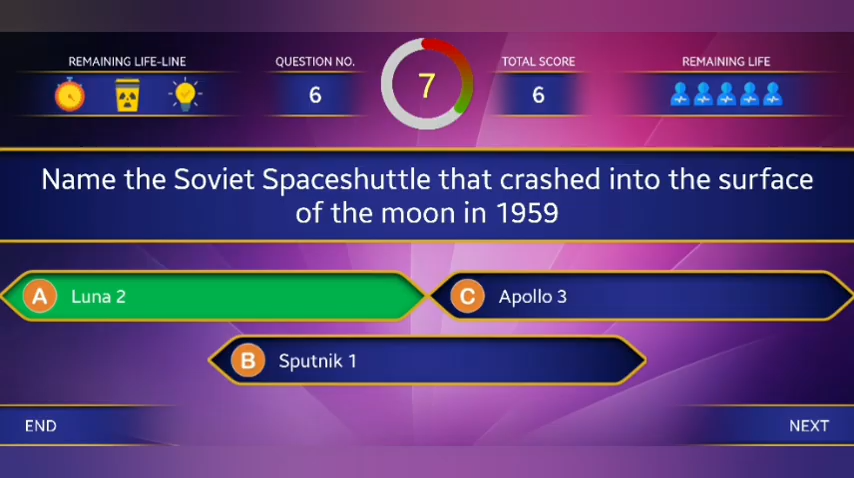 REMAINING LIFE-LINE
QUESTION NO.
6
7
TOTAL SCORE
6
REMAINING LIFE
Name the Soviet Spaceshuttle that crashed into the surface
of the moon in 1959
A Luna 2
C Apollo 3
B Sputnik 1
END
NEXT